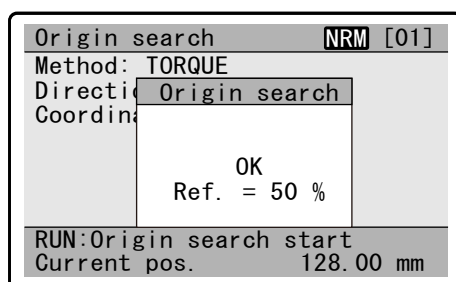 Origin search NRM [01]
Method: TORQUE
Directi
Origin search
Coordin
OK
Ref. = 50 %
RUN:Origin search start
Current pos. 128.00 mm